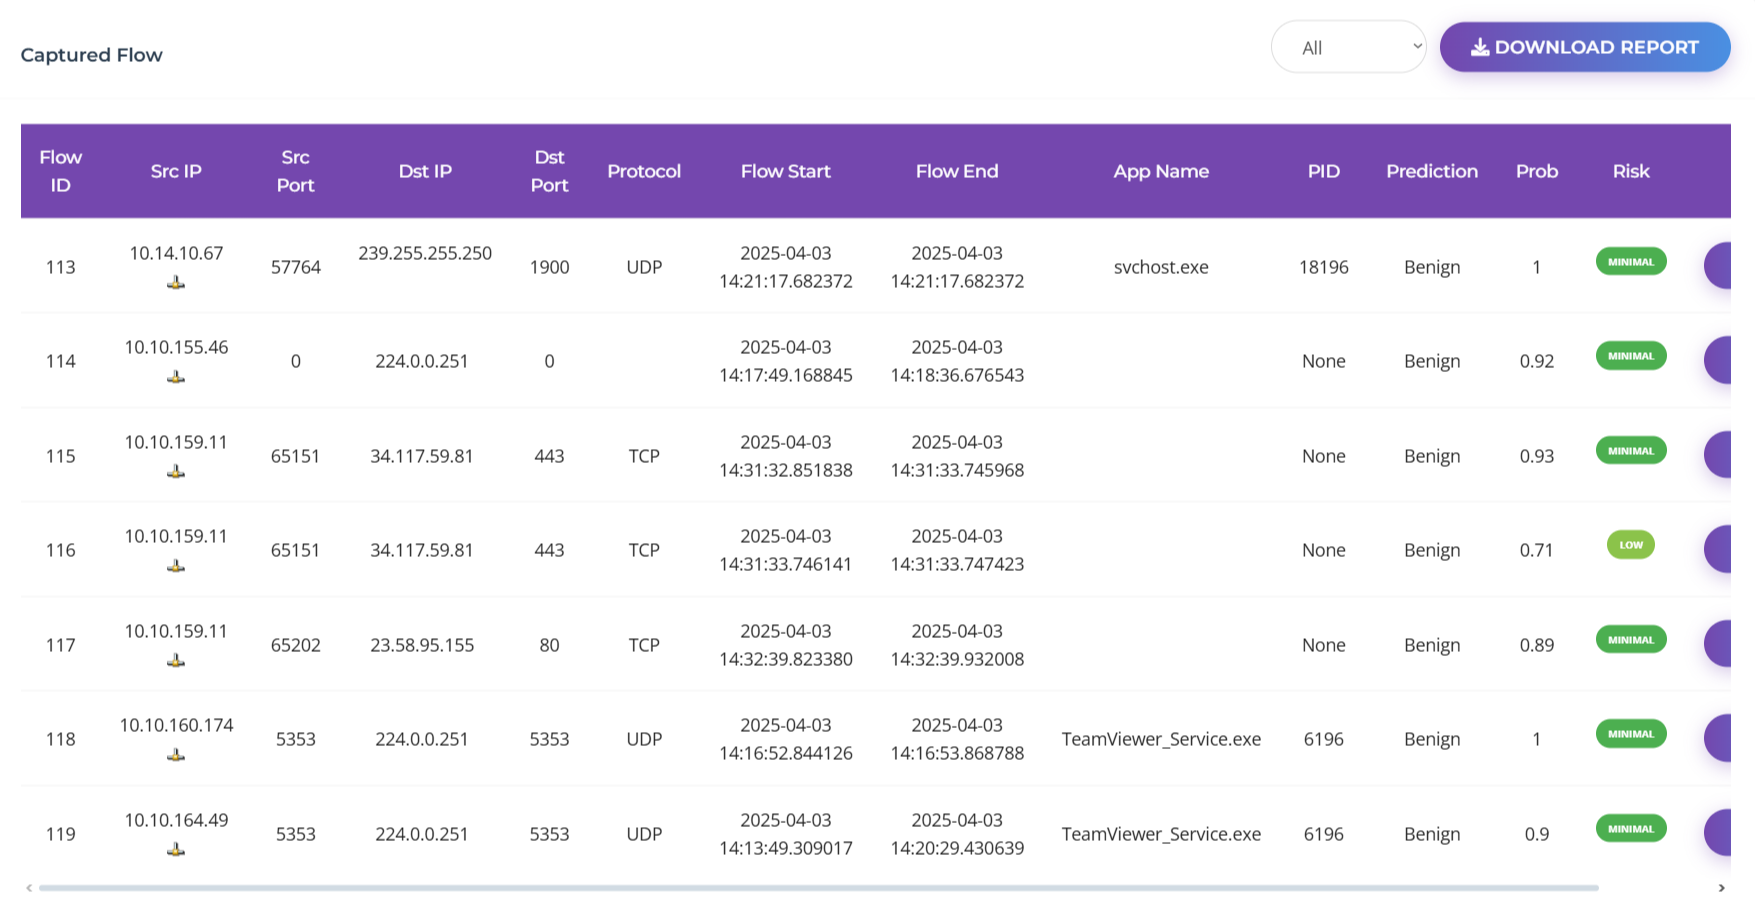 Captured Flow
All
DOWNLOAD REPORT
Flow ID Src IP Src Port Dst IP Dst Port Protocol Flow Start Flow End App Name PID Prediction Prob Risk
113 10.14.10.67 57764 239.255.255.250 1900 UDP 2025-04-03 14:21:17.682372 2025-04-03 14:21:17.682372 svchost.exe 18196 Benign 1 MINIMAL
114 10.10.155.46 0 224.0.0.251 0 2025-04-03 14:17:49.168845 2025-04-03 14:18:36.676543 None Benign 0.92 MINIMAL
115 10.10.159.11 65151 34.117.59.81 443 TCP 2025-04-03 14:31:32.851838 2025-04-03 14:31:33.745968 None Benign 0.93 MINIMAL
116 10.10.159.11 65151 34.117.59.81 443 TCP 2025-04-03 14:31:33.746141 2025-04-03 14:31:33.747423 None Benign 0.71 LOW
117 10.10.159.11 65202 23.58.95.155 80 TCP 2025-04-03 14:32:39.823380 2025-04-03 14:32:39.932008 None Benign 0.89 MINIMAL
118 10.10.160.174 5353 224.0.0.251 5353 UDP 2025-04-03 14:16:52.844126 2025-04-03 14:16:53.868788 TeamViewer_Service.exe 6196 Benign 1 MINIMAL
119 10.10.164.49 5353 224.0.0.251 5353 UDP 2025-04-03 14:13:49.309017 2025-04-03 14:20:29.430639 TeamViewer_Service.exe 6196 Benign 0.9 MINIMAL